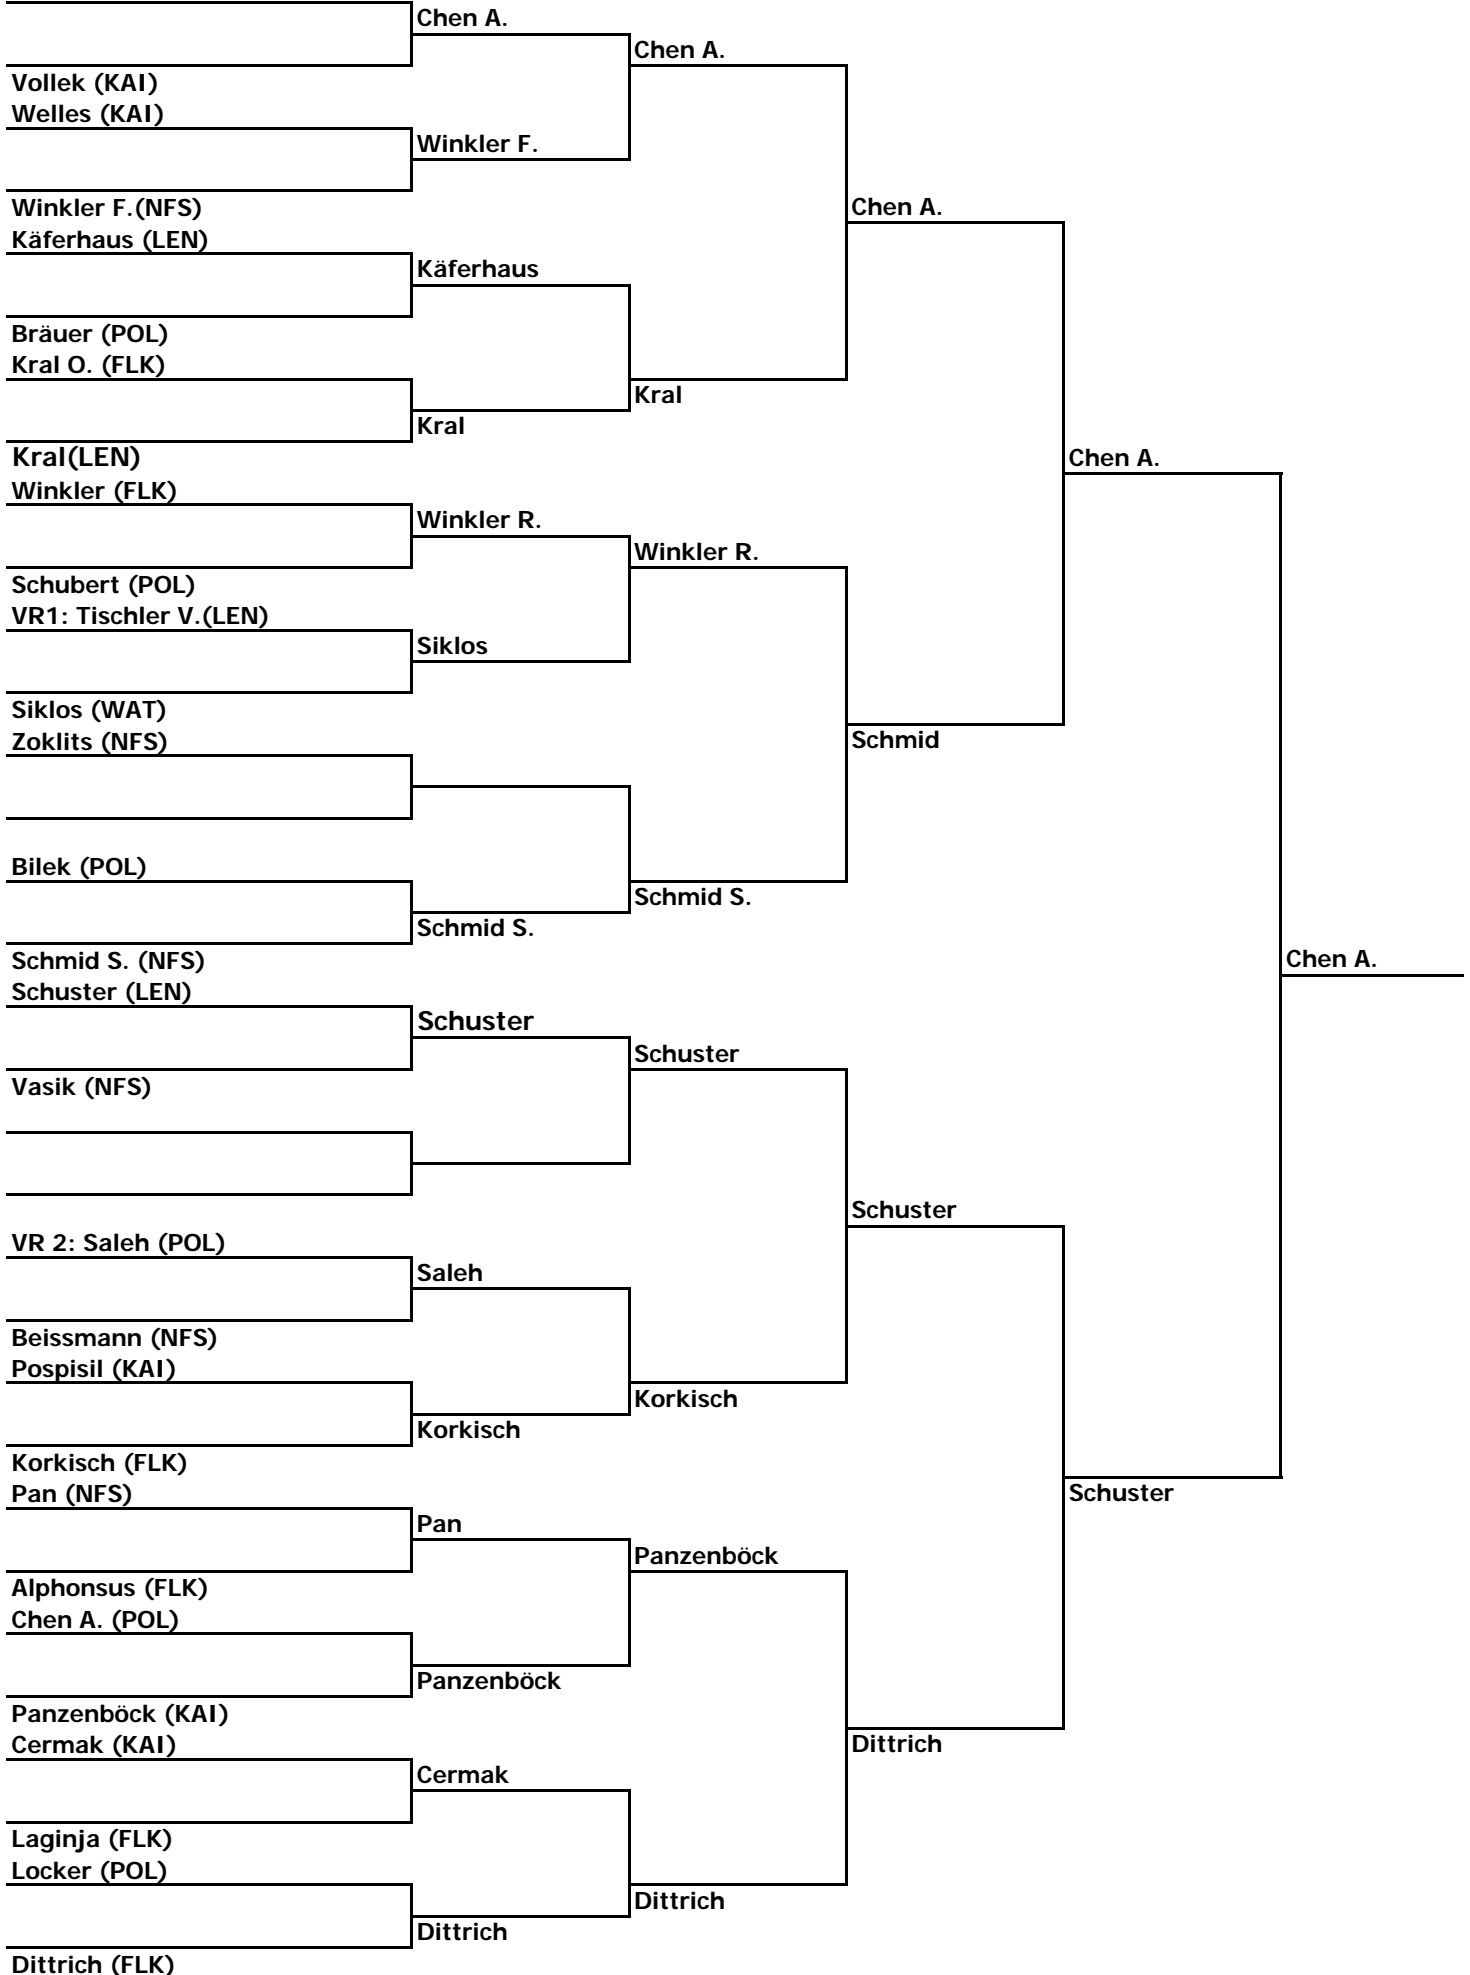 Chen A.
Chen A.
Vollek (KAI)
Welles (KAI)
Winkler F.
Winkler F.(NFS)
Chen A.
Käferhaus (LEN)
Käferhaus
Bräuer (POL)
Kral O. (FLK)
Kral
Kral
Kral(LEN)
Chen A.
Winkler (FLK)
Winkler R.
Winkler R.
Schubert (POL)
VR1: Tischler V.(LEN)
Siklos
Siklos (WAT)
Zoklits (NFS)
Schmid
Bilek (POL)
Schmid S.
Schmid S.
Schmid S. (NFS)
Chen A.
Schuster (LEN)
Schuster
Schuster
Vasik (NFS)
Schuster
VR 2: Saleh (POL)
Saleh
Beissmann (NFS)
Pospisil (KAI)
Korkisch
Korkisch
Korkisch (FLK)
Pan (NFS)
Schuster
Pan
Panzenböck
Alphonsus (FLK)
Chen A. (POL)
Panzenböck
Panzenböck (KAI)
Cermak (KAI)
Dittrich
Cermak
Laginja (FLK)
Locker (POL)
Dittrich
Dittrich
Dittrich (FLK)